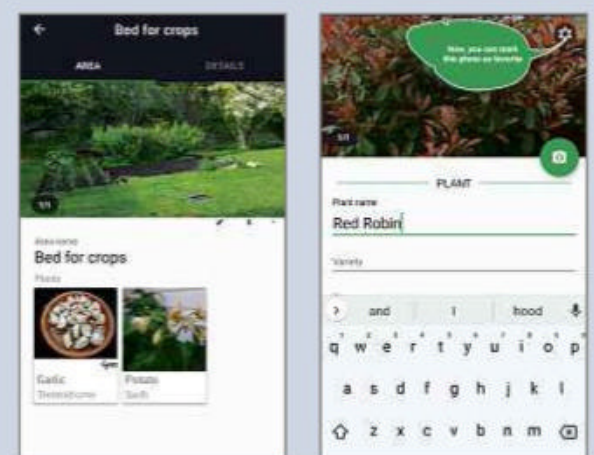 Bed for crops
AREA
DETAILS
1/1
Area name
Bed for crops
Plants
Garlic
Potato
Swift
Now, you can mark
this photo as favorite
1/1
PLANT
Plant name
Red Robin
Variety
and
I
hood
q w e r t y u i o p
a s d f g h j k l
z x c v b n m